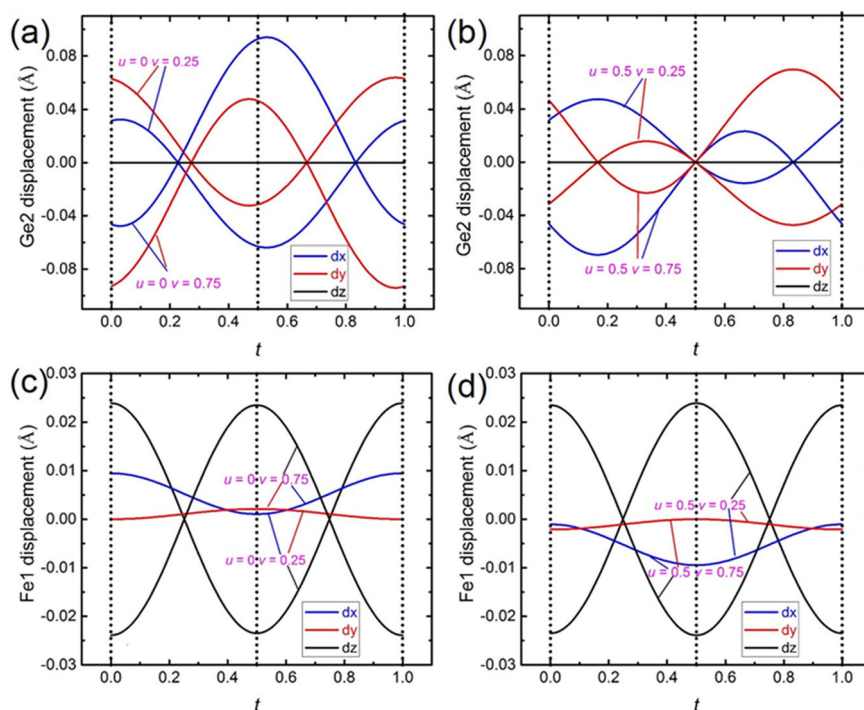 (a)
Ge2 displacement (Å)
0.08
0.04
0.00
-0.04
-0.08
u = 0 v = 0.25
u = 0 v = 0.75
dx
dy
dz
0.0 0.2 0.4 0.6 0.8 1.0
t
(b)
Ge2 displacement (Å)
0.08
0.04
0.00
-0.04
-0.08
u = 0.5 v = 0.25
u = 0.5 v = 0.75
dx
dy
dz
0.0 0.2 0.4 0.6 0.8 1.0
t
(c)
Fe1 displacement (Å)
0.03
0.02
0.01
0.00
-0.01
-0.02
-0.03
u = 0 v = 0.75
u = 0 v = 0.25
dx
dy
dz
0.0 0.2 0.4 0.6 0.8 1.0
t
(d)
Fe1 displacement (Å)
0.03
0.02
0.01
0.00
-0.01
-0.02
-0.03
u = 0.5 v = 0.25
u = 0.5 v = 0.75
dx
dy
dz
0.0 0.2 0.4 0.6 0.8 1.0
t